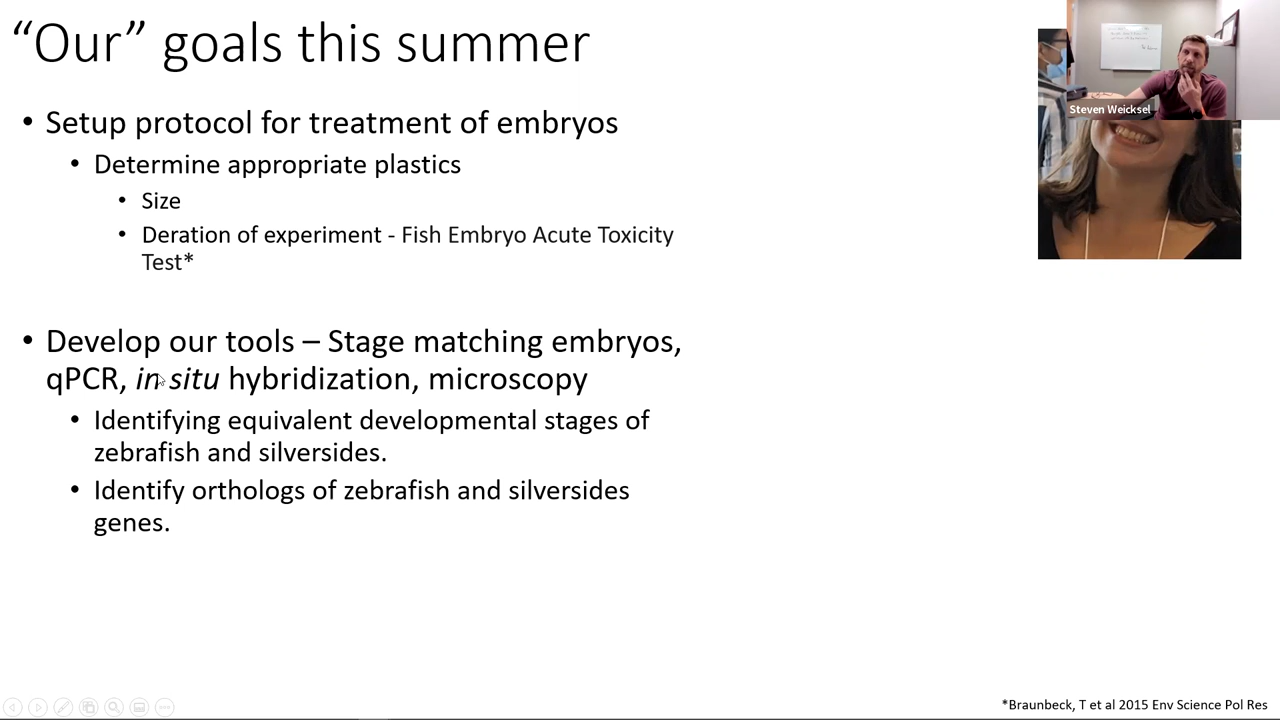 “Our” goals this summer
• Setup protocol for treatment of embryos
• Determine appropriate plastics
• Size
• Deration of experiment - Fish Embryo Acute Toxicity
Test*
• Develop our tools – Stage matching embryos,
qPCR, in situ hybridization, microscopy
• Identifying equivalent developmental stages of
zebrafish and silversides.
• Identify orthologs of zebrafish and silversides
genes.
Steven Weicksel
*Braunbeck, T et al 2015 Env Science Pol Res